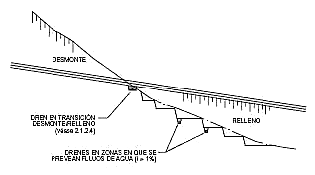 DESMONTE
DREN EN TRANSICIÓN
DESMONTE/RELLENO
(véase 2.1.2.4)
RELLENO
DRENES EN ZONAS EN QUE SE
PREVEAN FLUJOS DE AGUA (i > 1%)